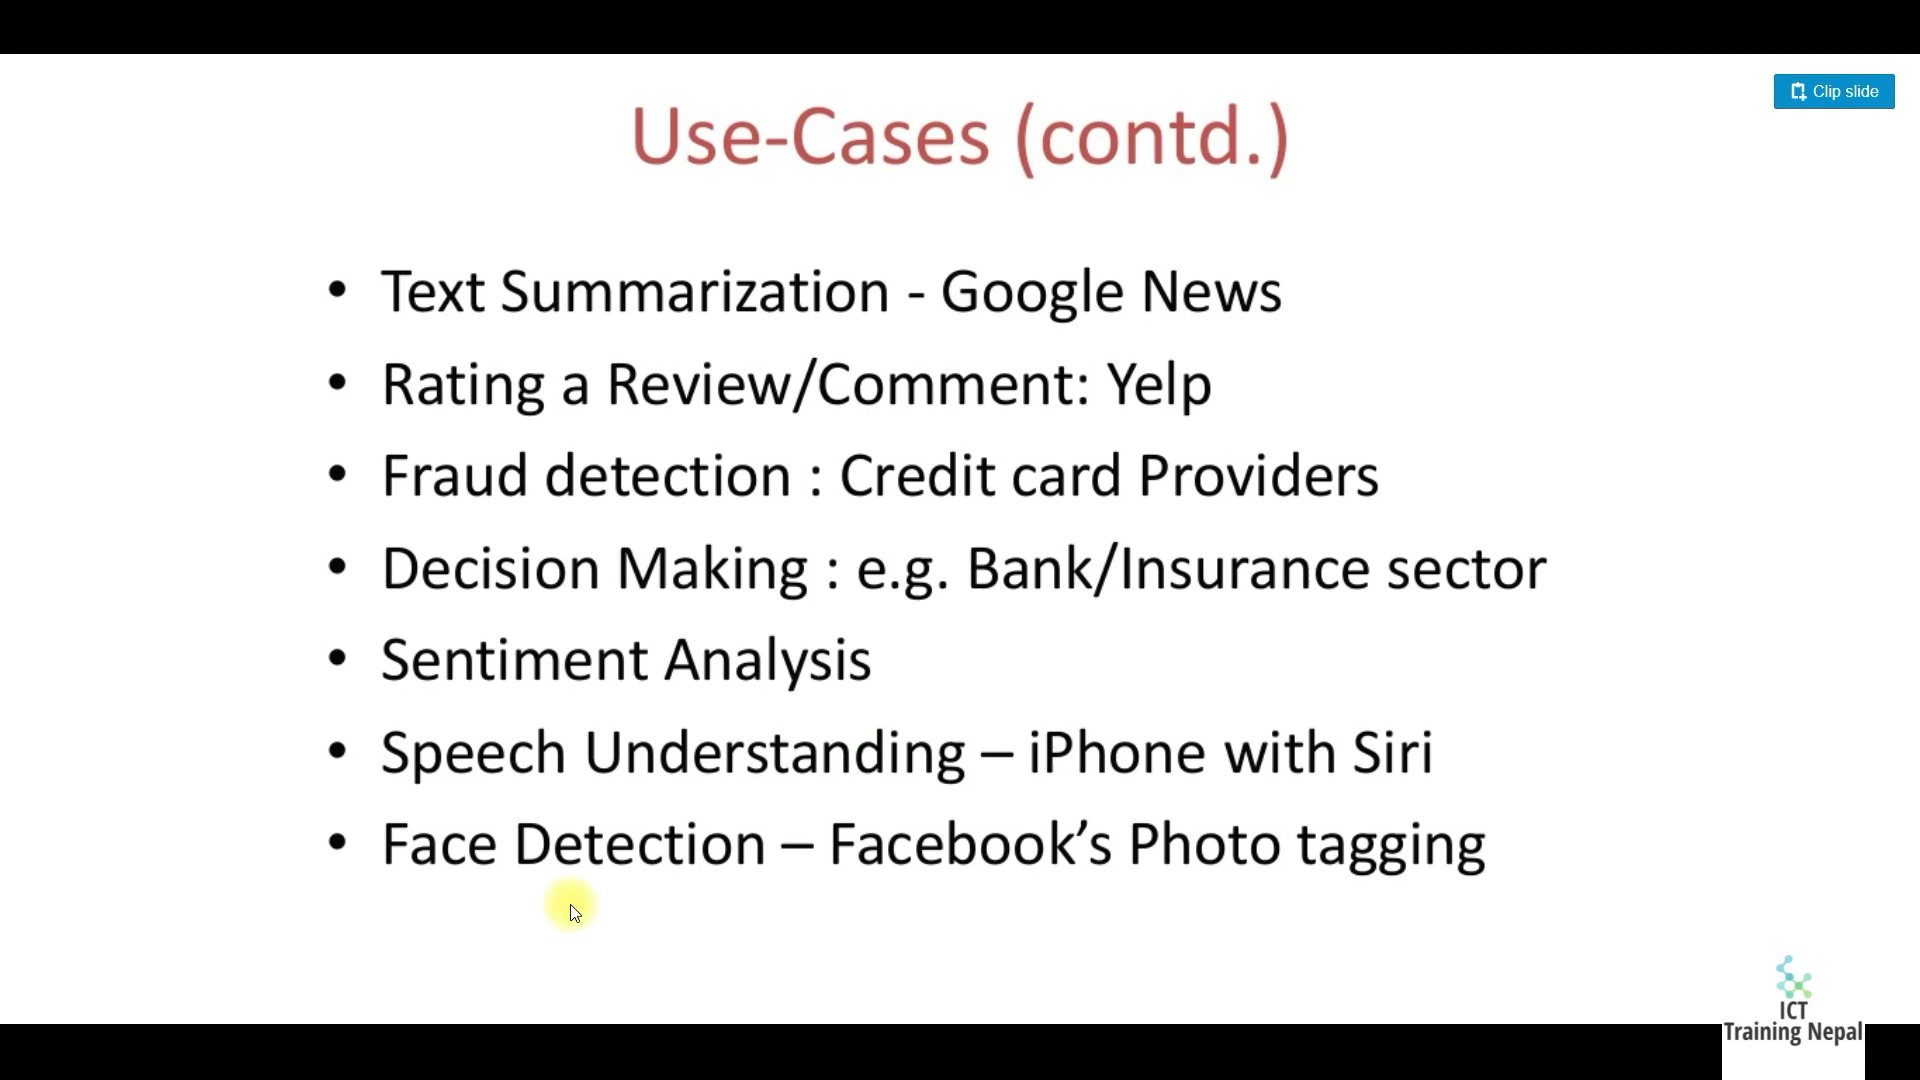 Clip slide
Use-Cases (contd.)
• Text Summarization - Google News
• Rating a Review/Comment: Yelp
• Fraud detection : Credit card Providers
• Decision Making : e.g. Bank/Insurance sector
• Sentiment Analysis
• Speech Understanding – iPhone with Siri
• Face Detection – Facebook’s Photo tagging
ICT
Training Nepal